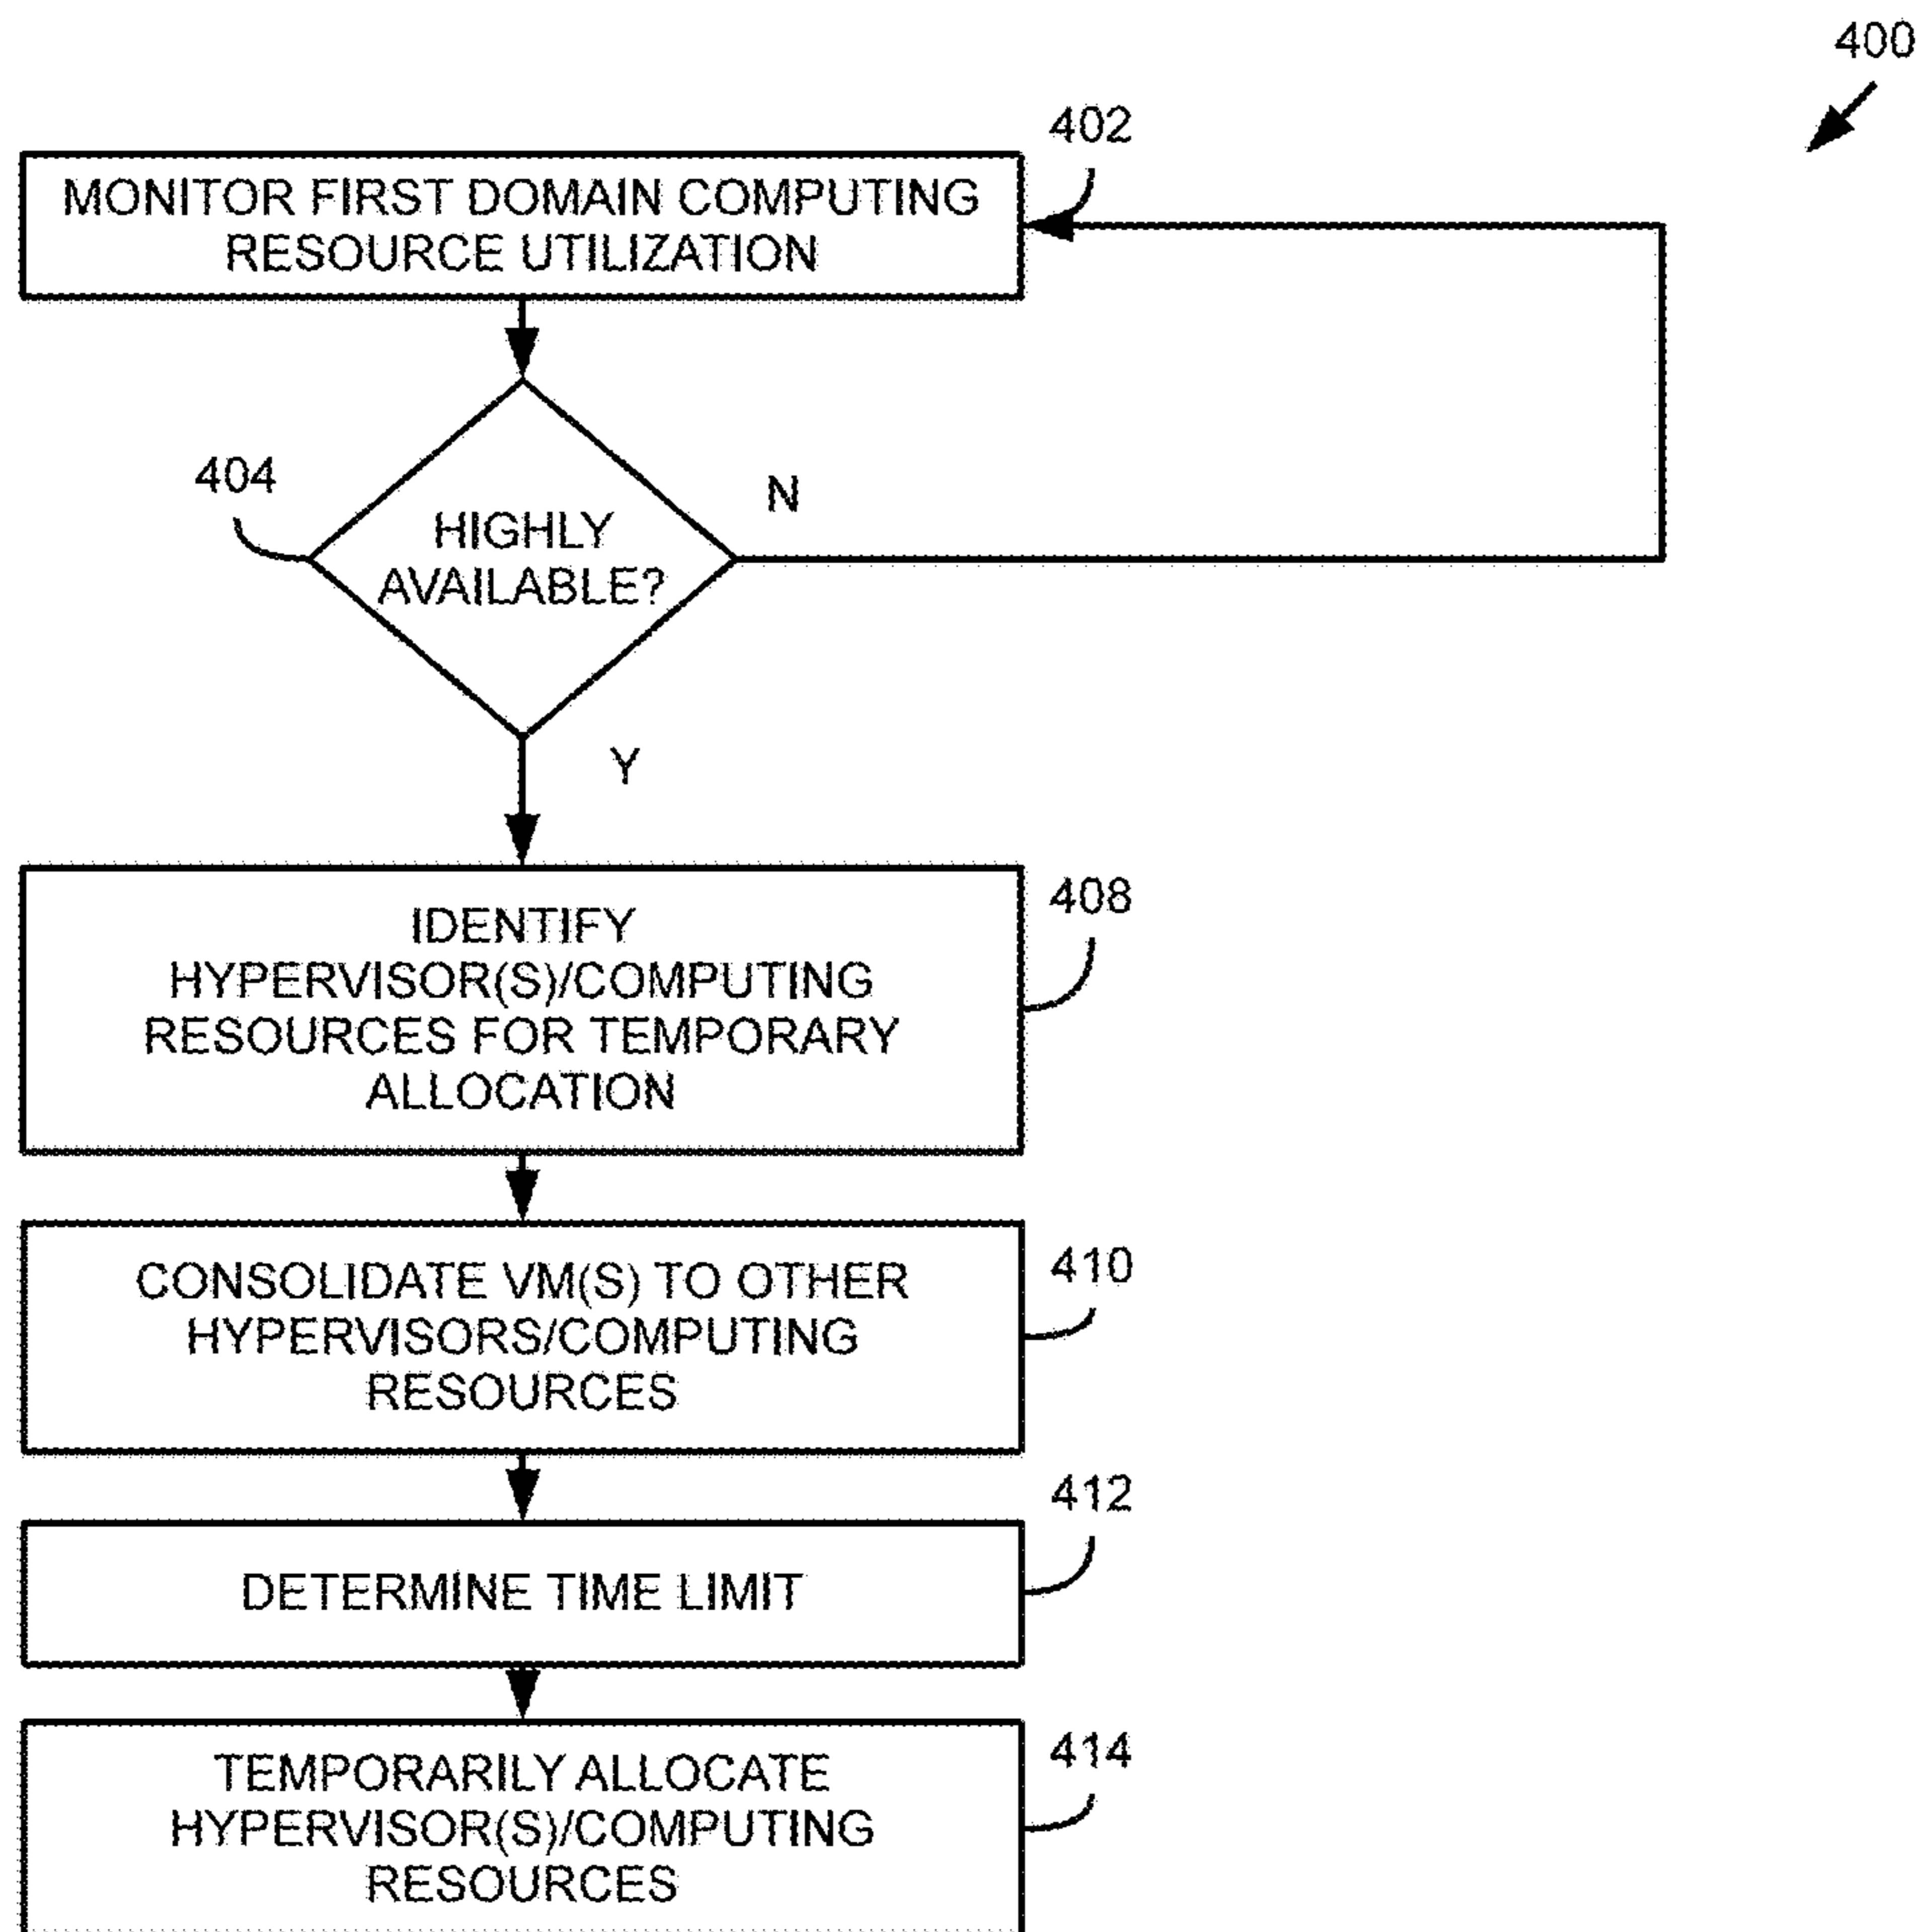 400
402
MONITOR FIRST DOMAIN COMPUTING
RESOURCE UTILIZATION
404
N
HIGHLY
AVAILABLE?
Y
408
IDENTIFY
HYPERVISOR(S)/COMPUTING
RESOURCES FOR TEMPORARY
ALLOCATION
410
CONSOLIDATE VM(S) TO OTHER
HYPERVISORS/COMPUTING
RESOURCES
412
DETERMINE TIME LIMIT
414
TEMPORARILY ALLOCATE
HYPERVISOR(S)/COMPUTING
RESOURCES